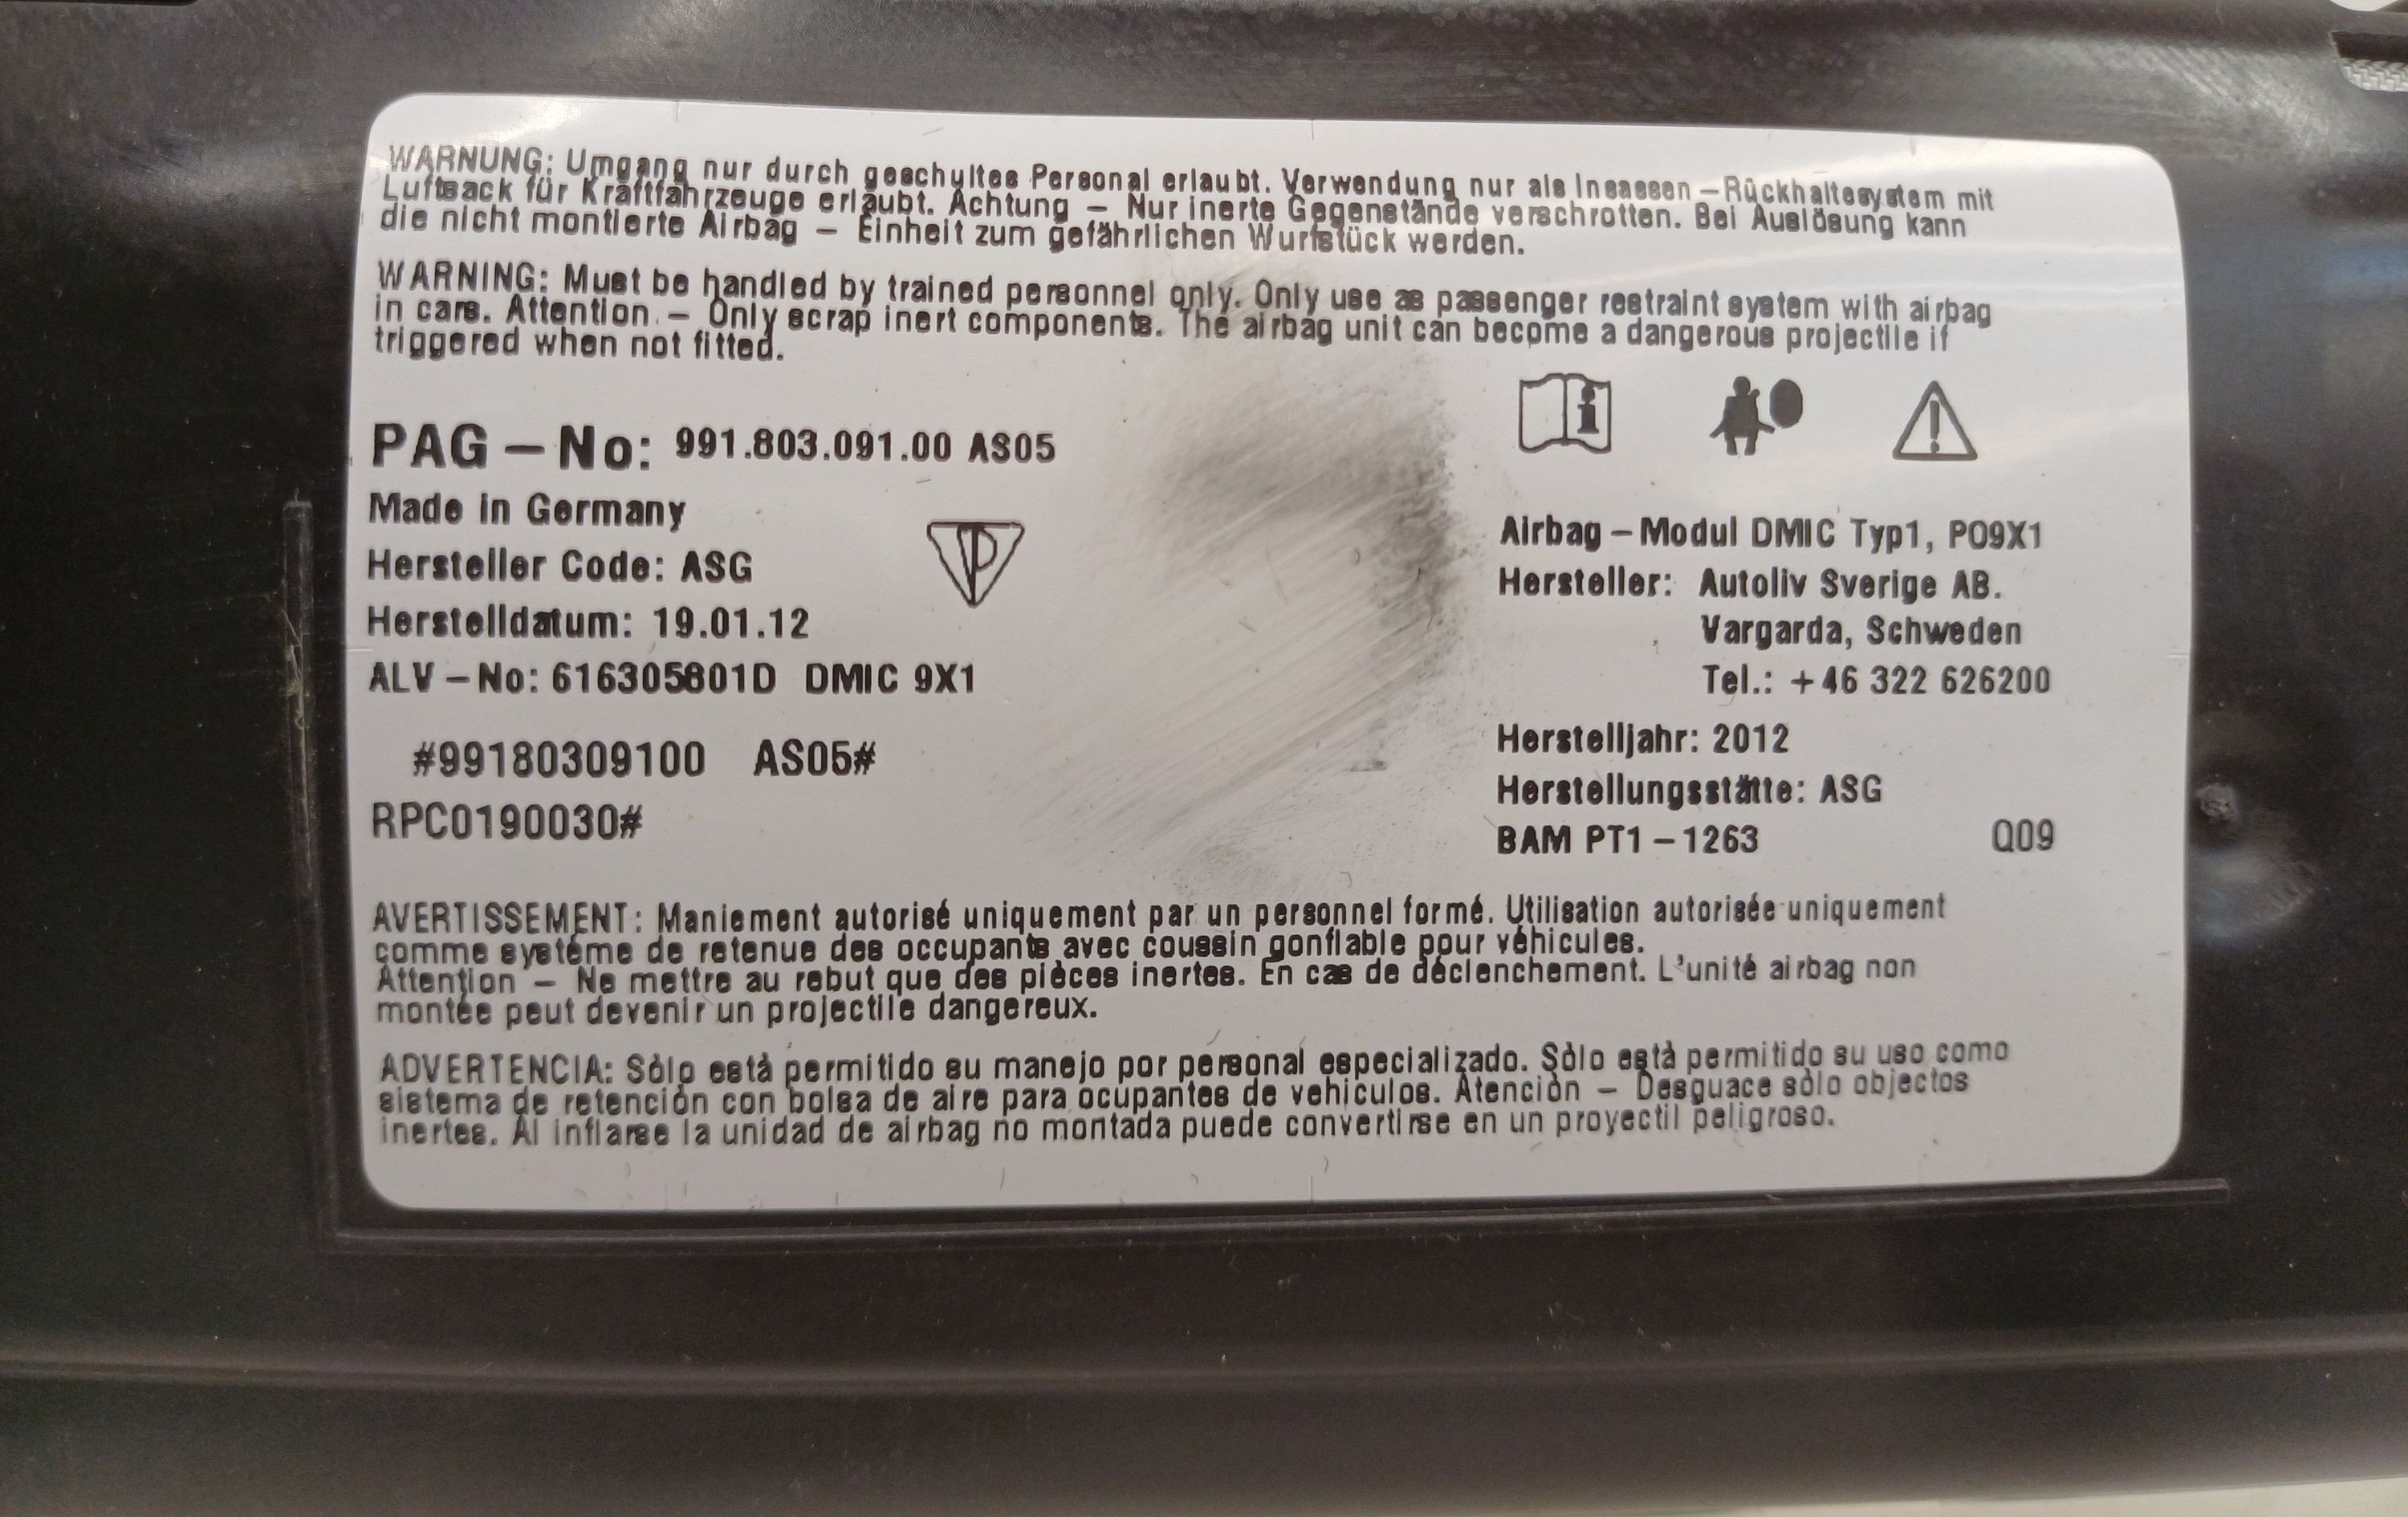 WARNUNG: Umgang nur durch geschultes Personal erlaubt. Verwendung nur als Insassen – Rückhaltesystem mit
Luftsack für Kraftfahrzeuge erlaubt. Achtung – Nur inerte Gegenstände verschrotten. Bei Auslösung kann
die nicht montierte Airbag – Einheit zum gefährlichen Wurfstück werden.
WARNING: Must be handled by trained personnel only. Only use as passenger restraint system with airbag
in cars. Attention. – Only scrap inert components. The airbag unit can become a dangerous projectile if
triggered when not fitted.
PAG – No: 991.803.091.00 AS05
Made in Germany
Hersteller Code: ASG
Herstelldatum: 19.01.12
ALV – No: 616305801D DMIC 9X1
#99180309100 AS05#
RPC0190030#
Airbag – Modul DMIC Typ1, PO9X1
Hersteller: Autoliv Sverige AB.
Vargarda, Schweden
Tel.: +46 322 626200
Herstelljahr: 2012
Herstellungsstätte: ASG
BAM PT1 – 1263 Q09
AVERTISSEMENT: Maniement autorisé uniquement par un personnel formé. Utilisation autorisée uniquement
comme systéme de retenue des occupants avec coussin gonflable pour véhicules.
Attention – Ne mettre au rebut que des pièces inertes. En cas de déclenchement. L'unité airbag non
montée peut devenir un projectile dangereux.
ADVERTENCIA: Sòlo està permitido su manejo por personal especializado. Sòlo està permitido su uso como
sistema de retención con bolsa de aire para ocupantes de vehiculos. Atenciòn – Desguace sòlo objectos
inertes. Al inflarse la unidad de airbag no montada puede convertirse en un proyectil peligroso.